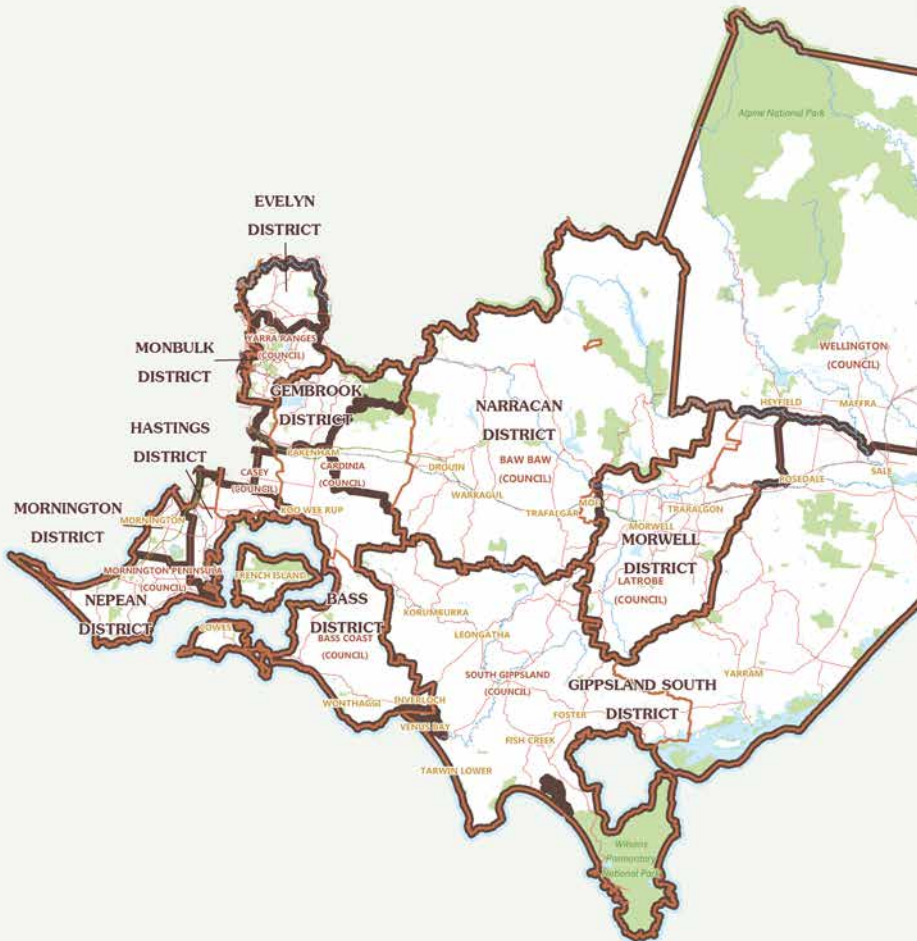 Alpine National Park
EVELYN
DISTRICT
YARRA RANGES
(COUNCIL)
MONBULK
DISTRICT
WELLINGTON
(COUNCIL)
GEMBROOK
DISTRICT
HEYFIELD
MAFFRA
NARRACAN
DISTRICT
HASTINGS
DISTRICT
PAKENHAM
BAW BAW
(COUNCIL)
CASEY
(COUNCIL)
CARDINIA
(COUNCIL)
DROUIN
SALE
ROSEDALE
WARRAGUL
MOE
MORNINGTON
DISTRICT
MORNINGTON
KOO WEE RUP
TRAFALGAR
TRARALGON
MORWELL
MORWELL
DISTRICT
MORNINGTON PENINSULA
(COUNCIL)
FRENCH ISLAND
LATROBE
(COUNCIL)
NEPEAN
DISTRICT
BASS
DISTRICT
KORUMBURRA
COWES
BASS COAST
(COUNCIL)
LEONGATHA
SOUTH GIPPSLAND
(COUNCIL)
YARRAM
GIPPSLAND SOUTH
DISTRICT
WONTHAGGI
INVERLOCH
VENUS BAY
FOSTER
FISH CREEK
TARWIN LOWER
Wilsons
Promontory
National Park